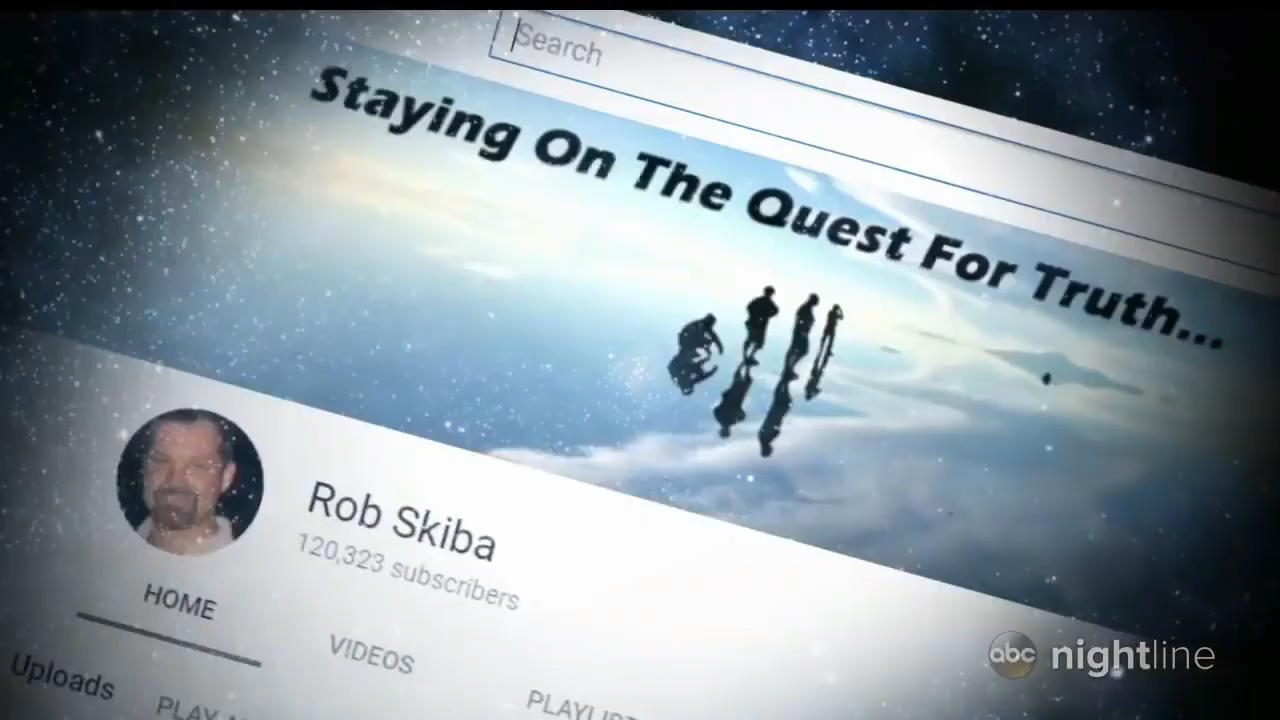 Search
Staying On The Quest For Truth...
Rob Skiba
120,323 subscribers
HOME
VIDEOS
Uploads
abc nightline